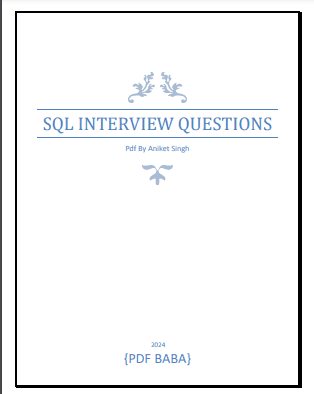 SQL INTERVIEW QUESTIONS
Pdf By Aniket Singh
2024
{PDF BABA}